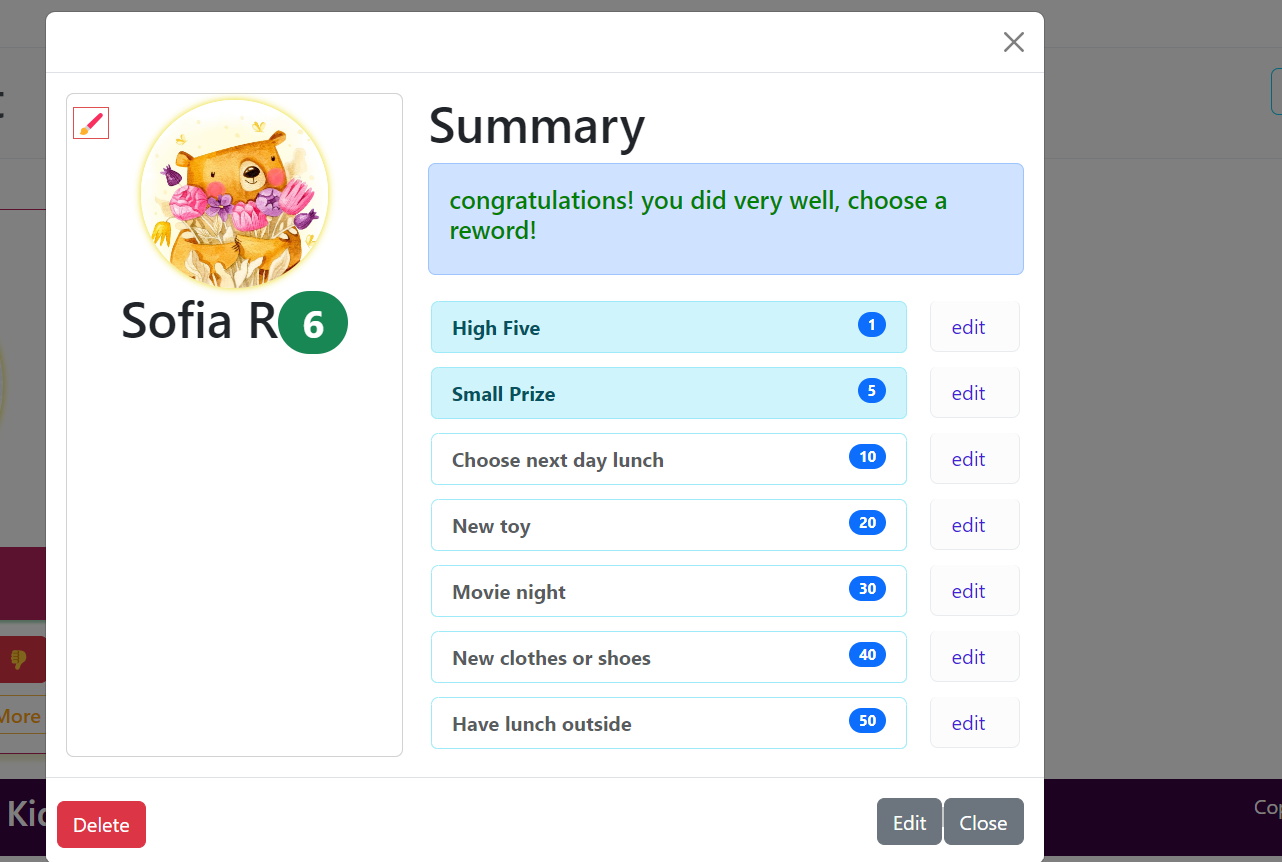 Summary
congratulations! you did very well, choose a
reword!
Sofia R 6
High Five 1 edit
Small Prize 5 edit
Choose next day lunch 10 edit
New toy 20 edit
Movie night 30 edit
New clothes or shoes 40 edit
Have lunch outside 50 edit
More
Delete Edit Close